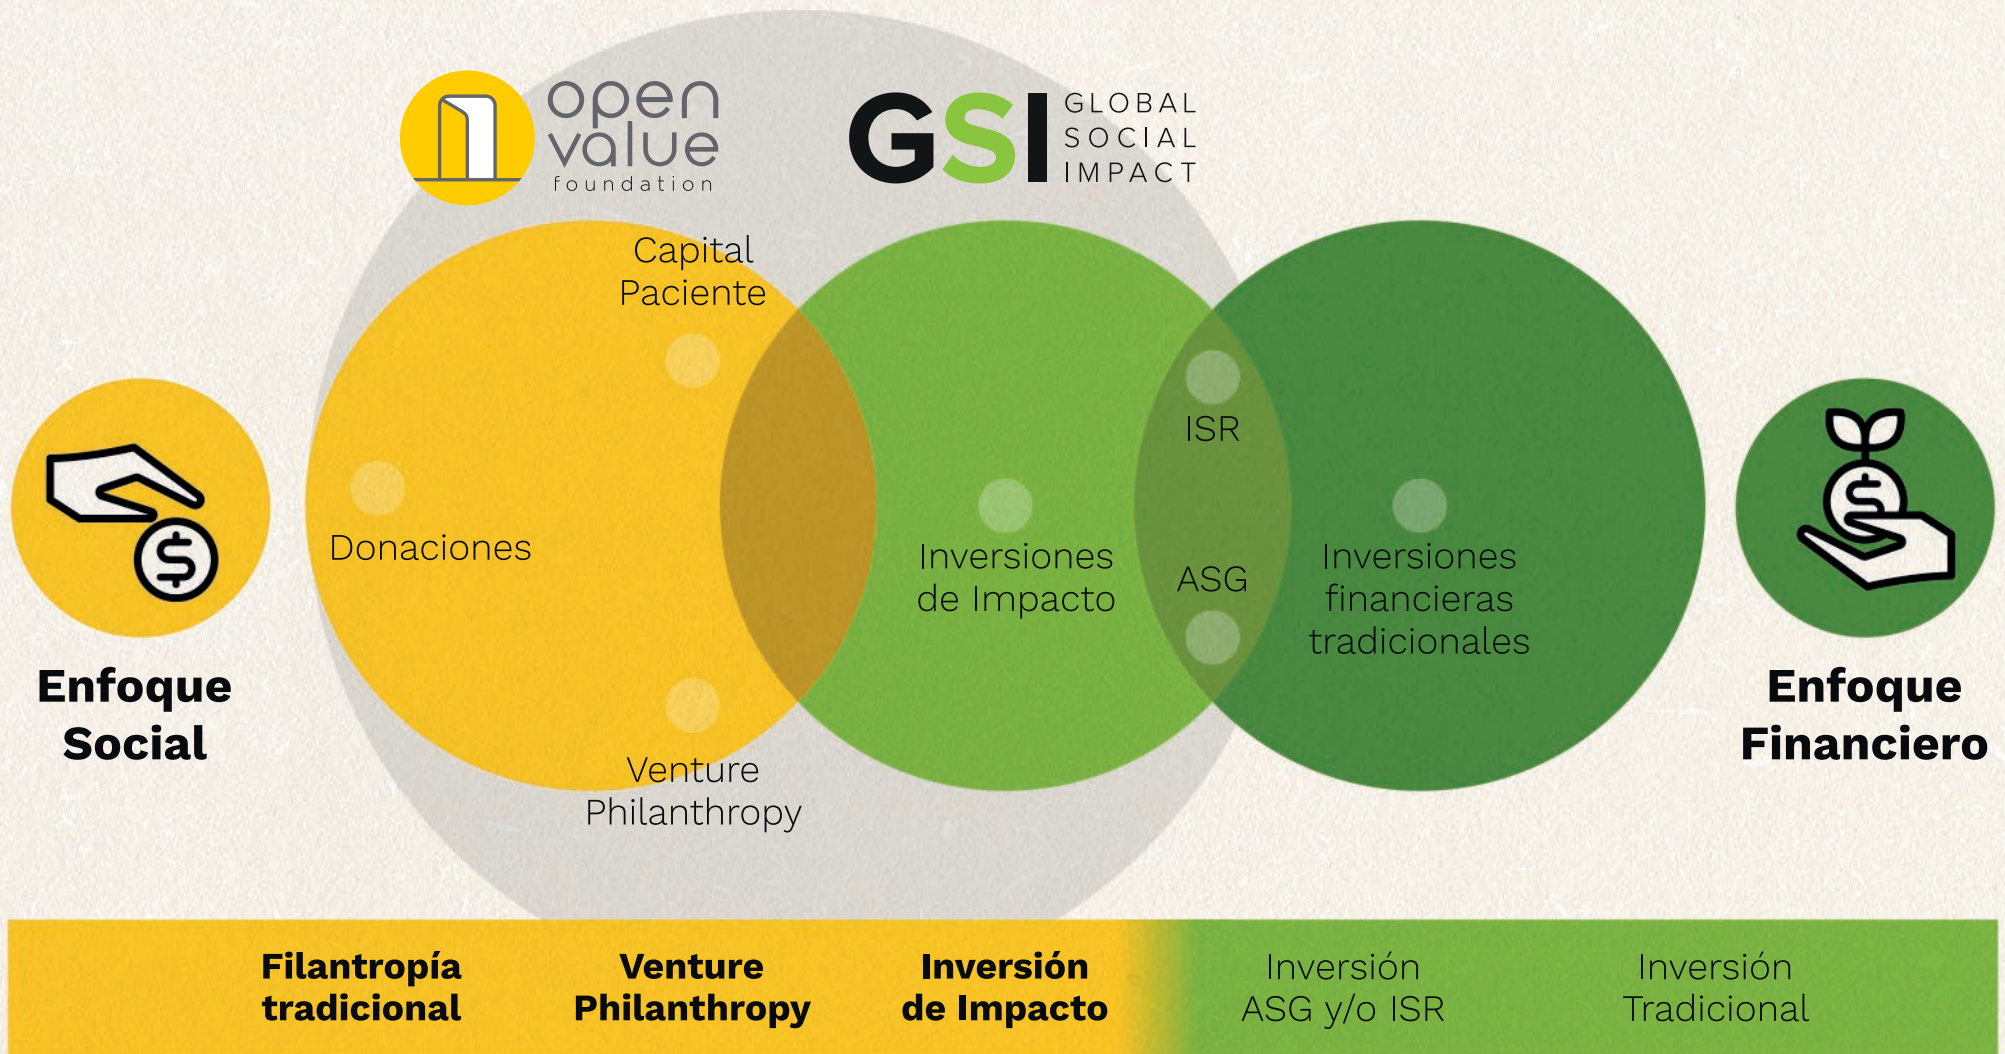 open
value
foundation
GSI
GLOBAL
SOCIAL
IMPACT
Capital
Paciente
ISR
Donaciones
Inversiones
de Impacto
ASG
Inversiones
financieras
tradicionales
Enfoque
Social
Enfoque
Financiero
Venture
Philanthropy
Filantropía
tradicional
Venture
Philanthropy
Inversión
de Impacto
Inversión
ASG y/o ISR
Inversión
Tradicional